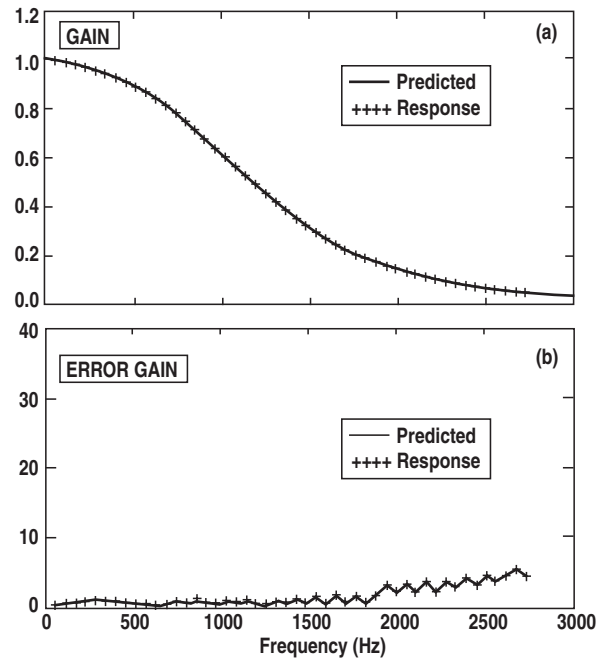 1.2
GAIN
(a)
1.0
Predicted
++++ Response
0.8
0.6
0.4
0.2
0.0
40
ERROR GAIN
(b)
30
Predicted
++++ Response
20
10
0
0 500 1000 1500 2000 2500 3000
Frequency (Hz)